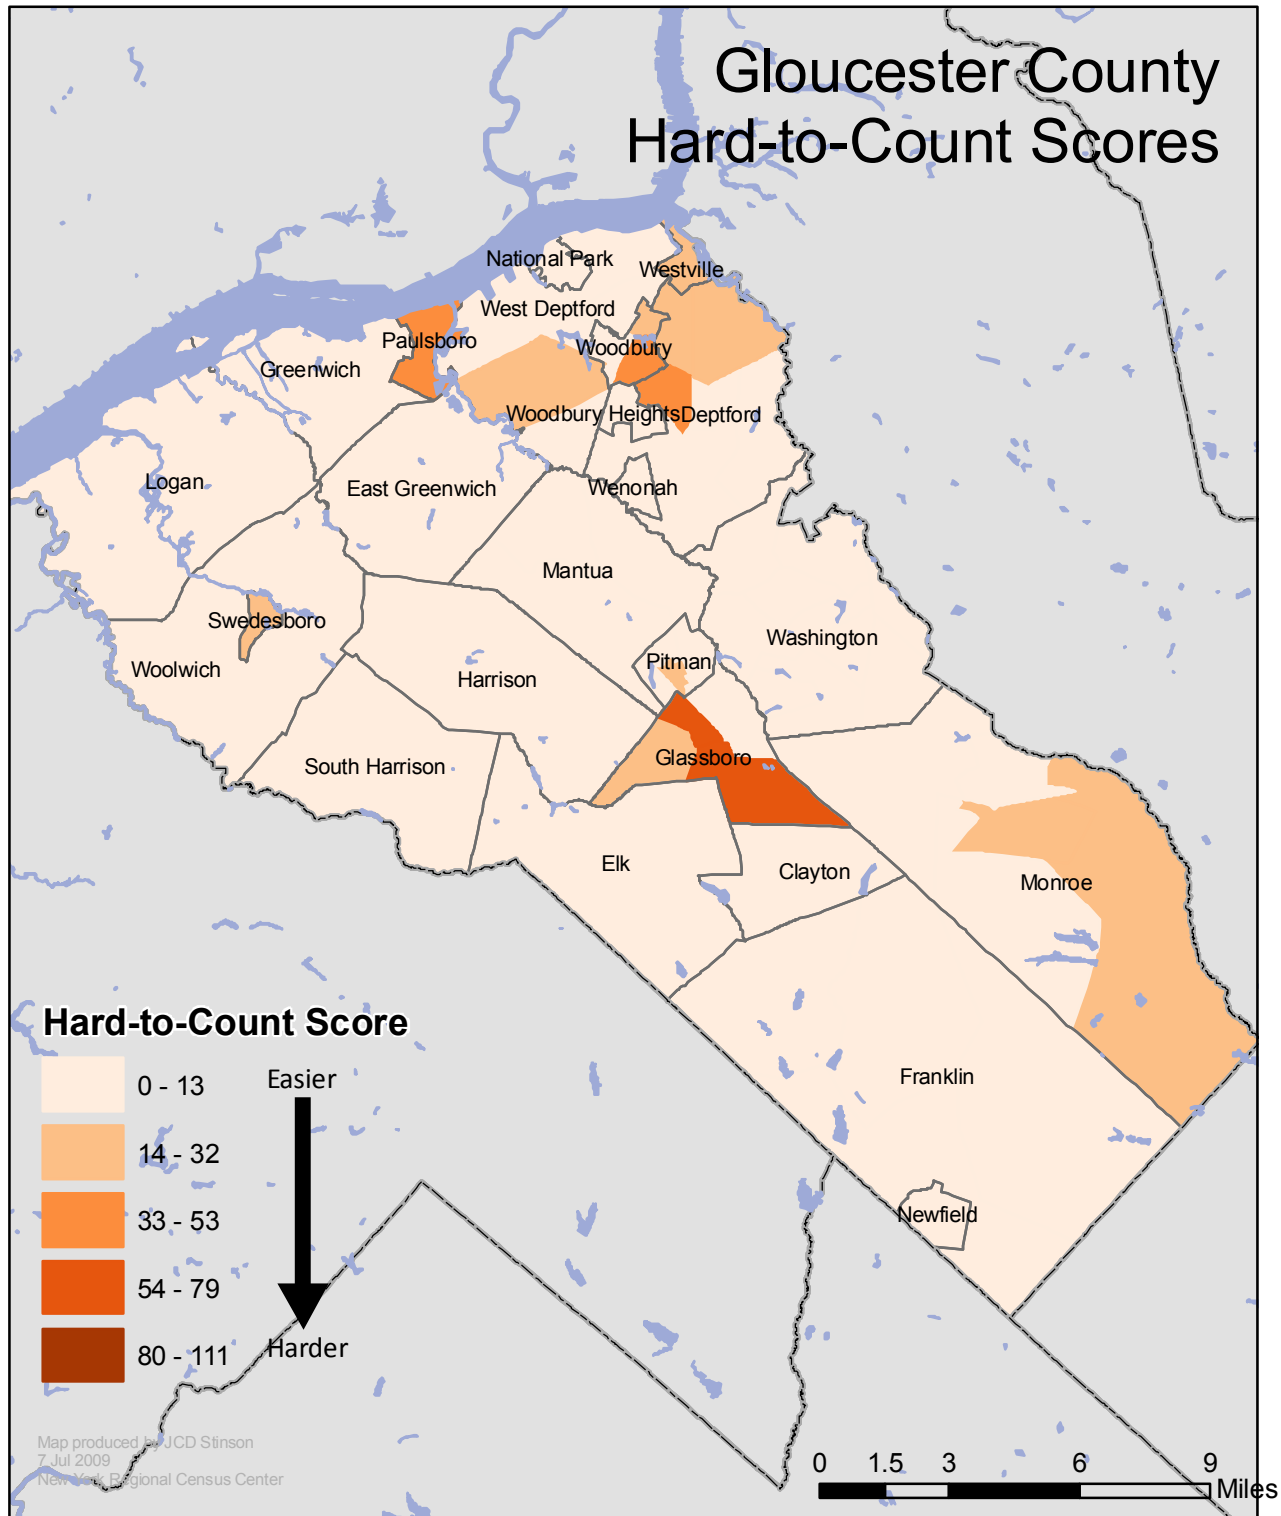 Gloucester County
Hard-to-Count Scores
National Park
Westville
West Deptford
Paulsboro
Woodbury
Greenwich
Woodbury Heights
Deptford
Logan
East Greenwich
Wenonah
Mantua
Swedesboro
Washington
Pitman
Woolwich
Harrison
Glassboro
South Harrison
Elk
Clayton
Monroe
Franklin
Newfield
Hard-to-Count Score
0 - 13
Easier
14 - 32
33 - 53
54 - 79
80 - 111
Harder
Map produced by JCD Stinson
7 Jul 2009
New York Regional Census Center
0 1.5 3 6 9
Miles